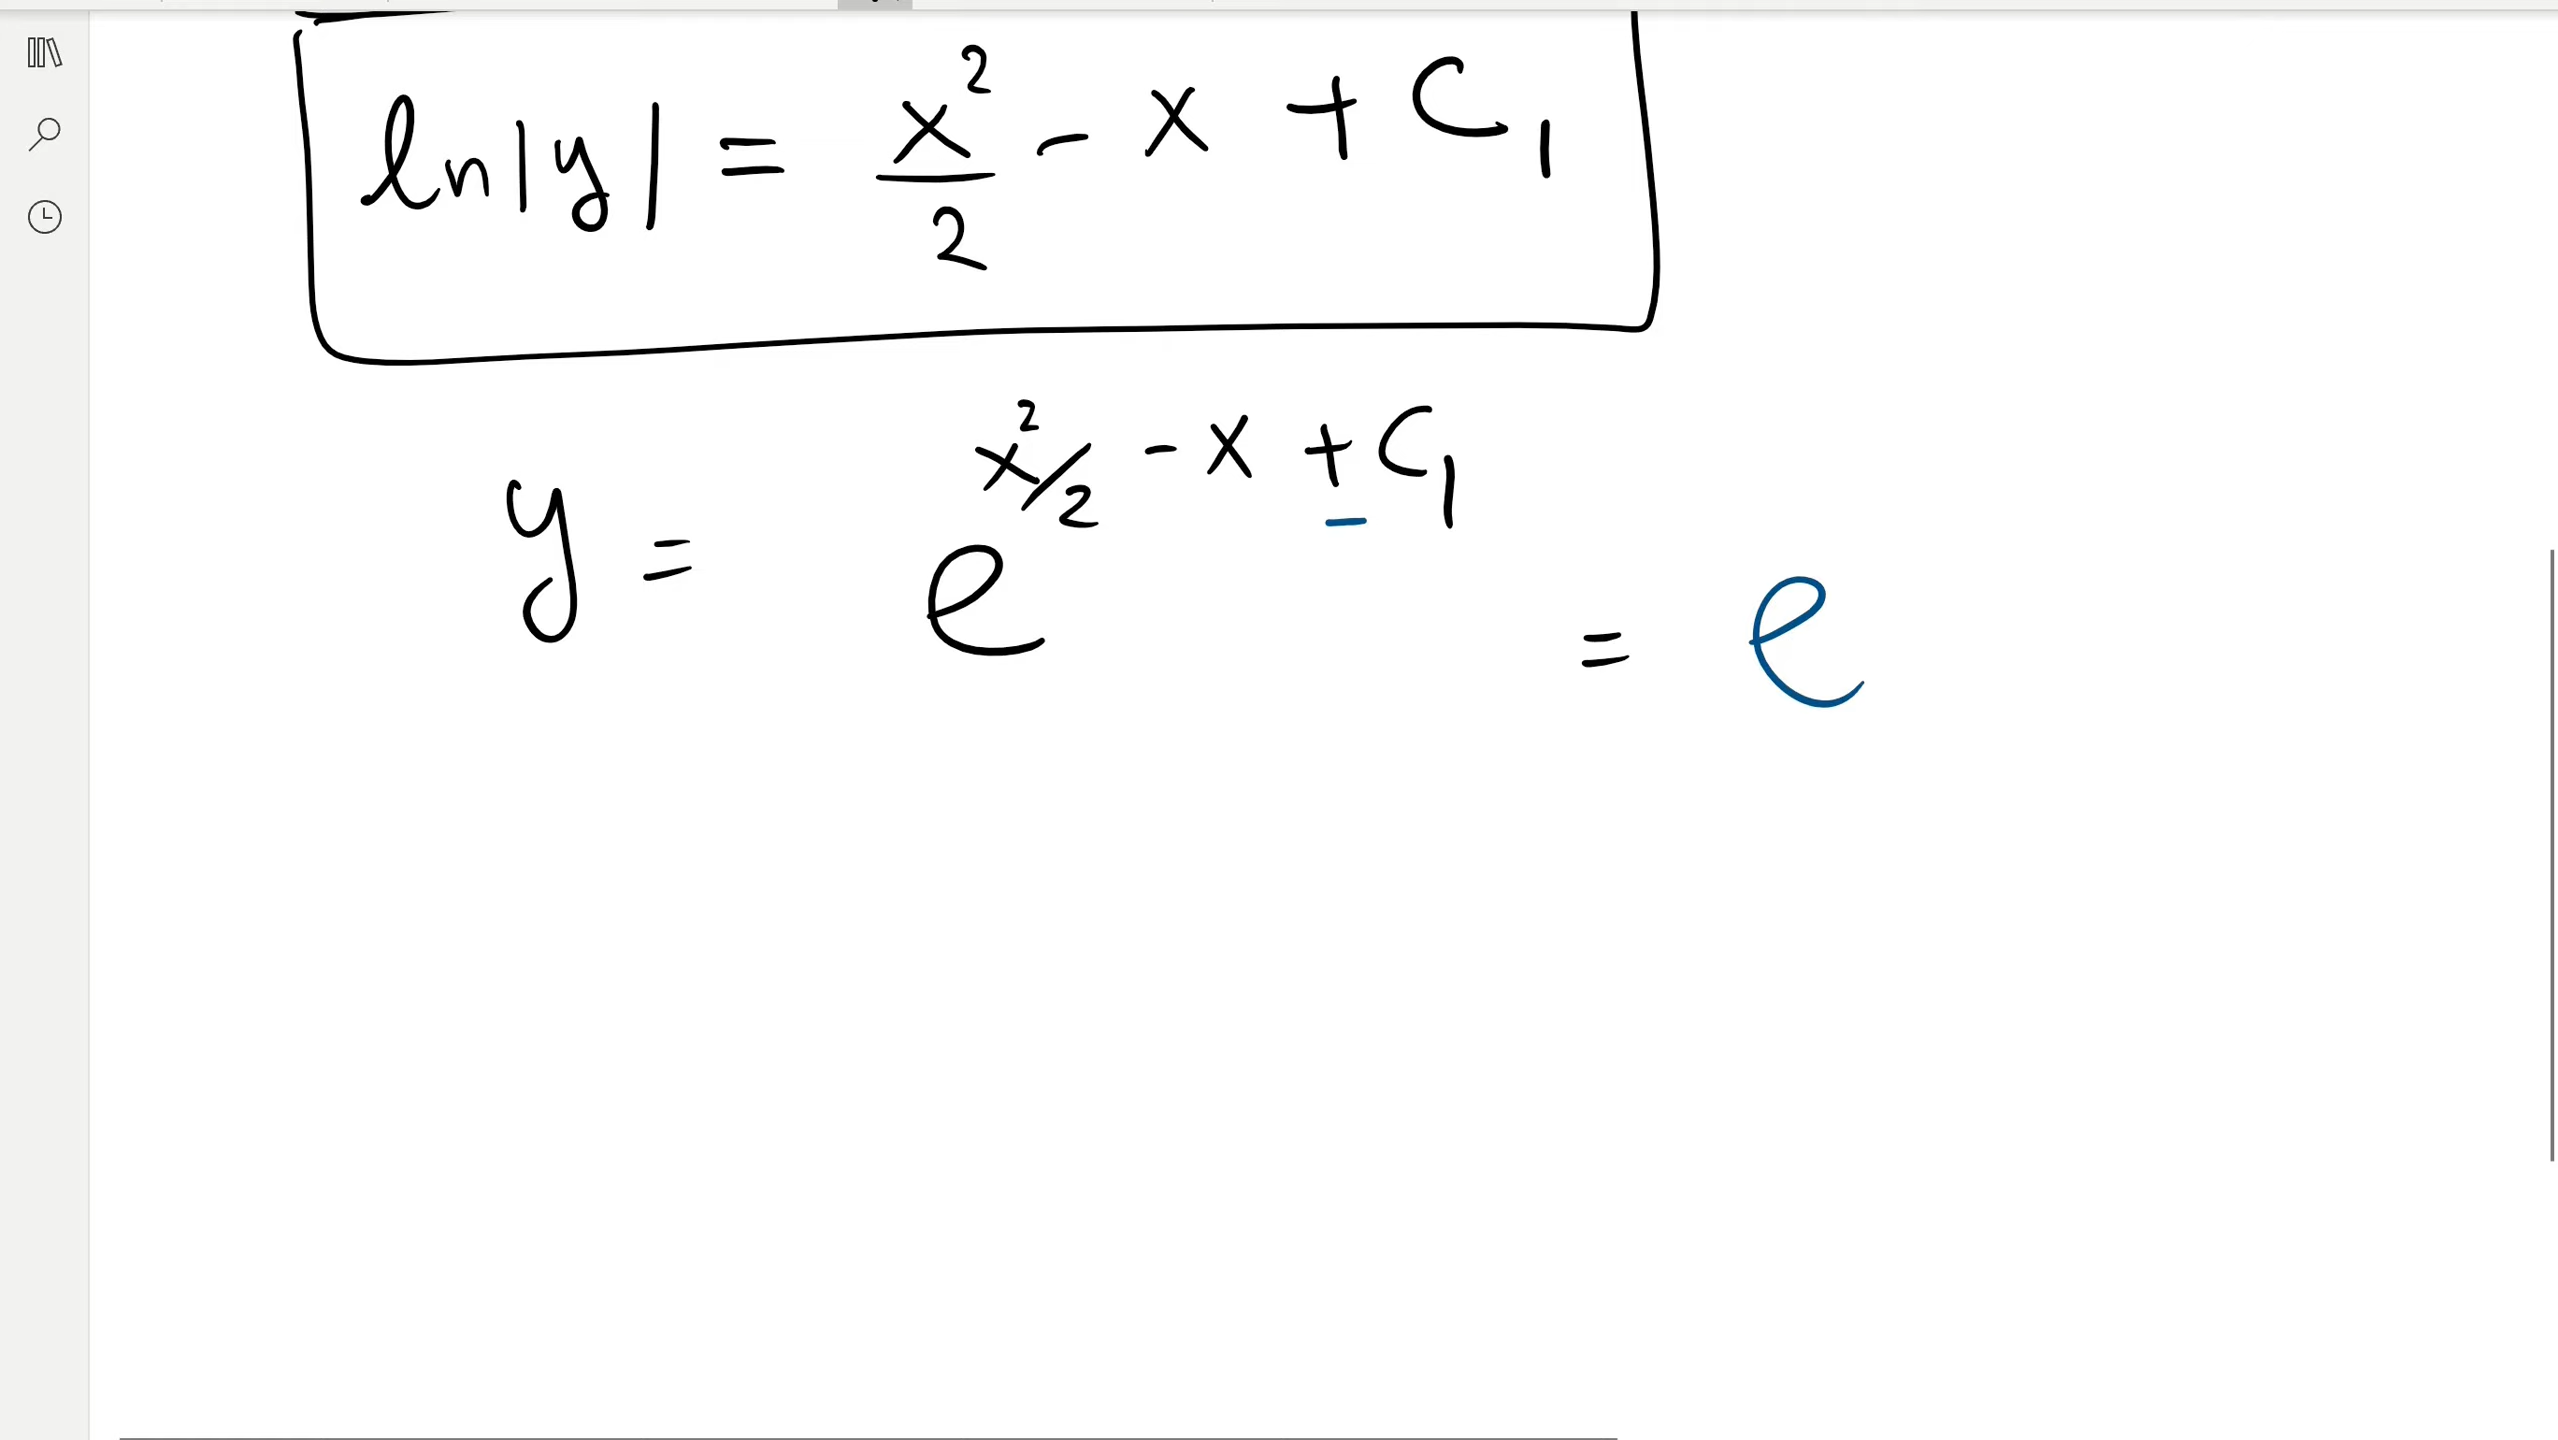 ln|y| = x²/2 - x + C₁
y = e^(x²/2 - x + C₁) = e